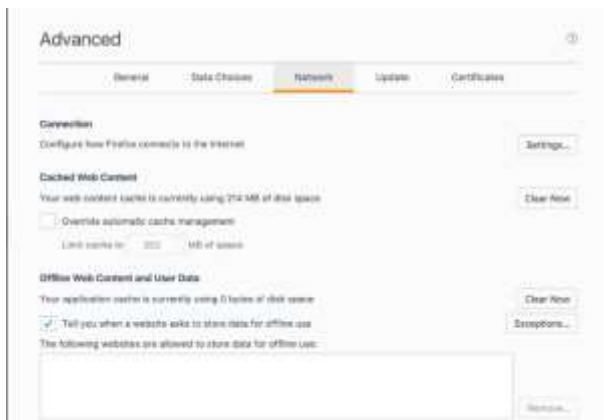 Advanced
General Data Choices Network Update Certificates
Connection
Configure how Firefox connects to the Internet
Settings...
Cached Web Content
Your web content cache is currently using 214 MB of disk space
Clear Now
Override automatic cache management
Limit cache to MB of space
Offline Web Content and User Data
Your application cache is currently using 0 bytes of disk space
Clear Now
Tell you when a website asks to store data for offline use
Exceptions...
The following websites are allowed to store data for offline use:
Remove...